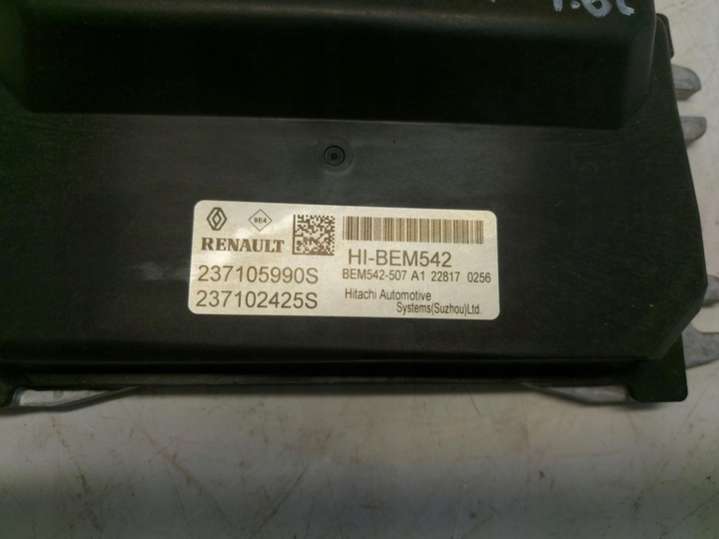 RENAULT
237105990S
237102425S
HI-BEM542
BEM542-507 A1 22817 0256
Hitachi Automotive
Systems(Suzhou)Ltd.